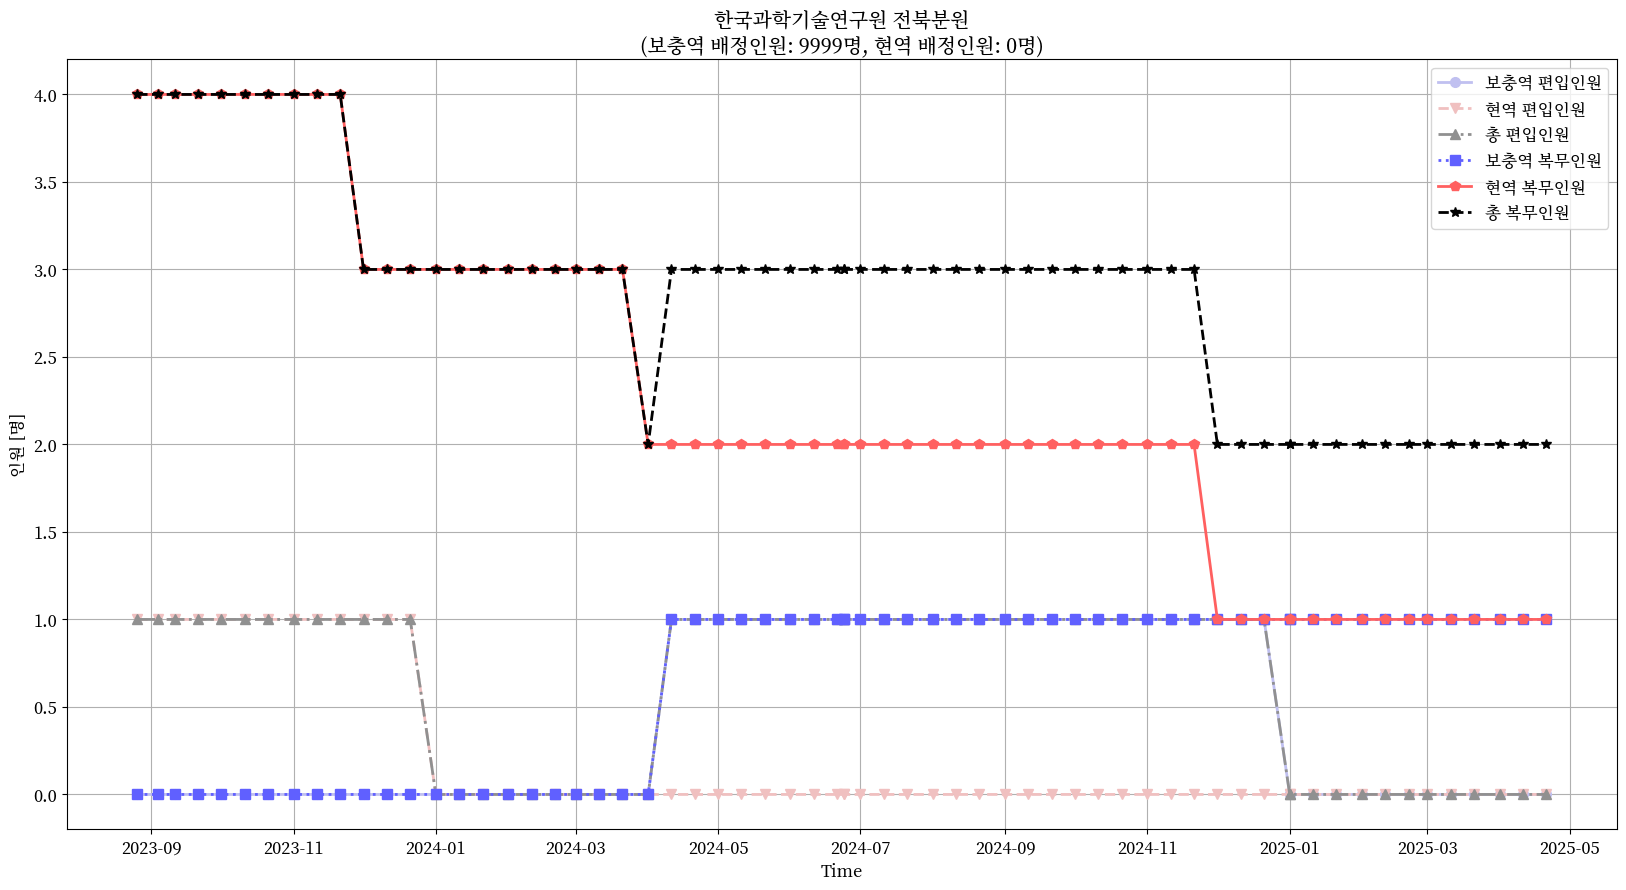 한국과학기술연구원 전북분원
(보충역 배정인원: 9999명, 현역 배정인원: 0명)
보충역 편입인원
현역 편입인원
총 편입인원
보충역 복무인원
현역 복무인원
총 복무인원
인원 [명]
4.0
3.5
3.0
2.5
2.0
1.5
1.0
0.5
0.0
2023-09 2023-11 2024-01 2024-03 2024-05 2024-07 2024-09 2024-11 2025-01 2025-03 2025-05
Time